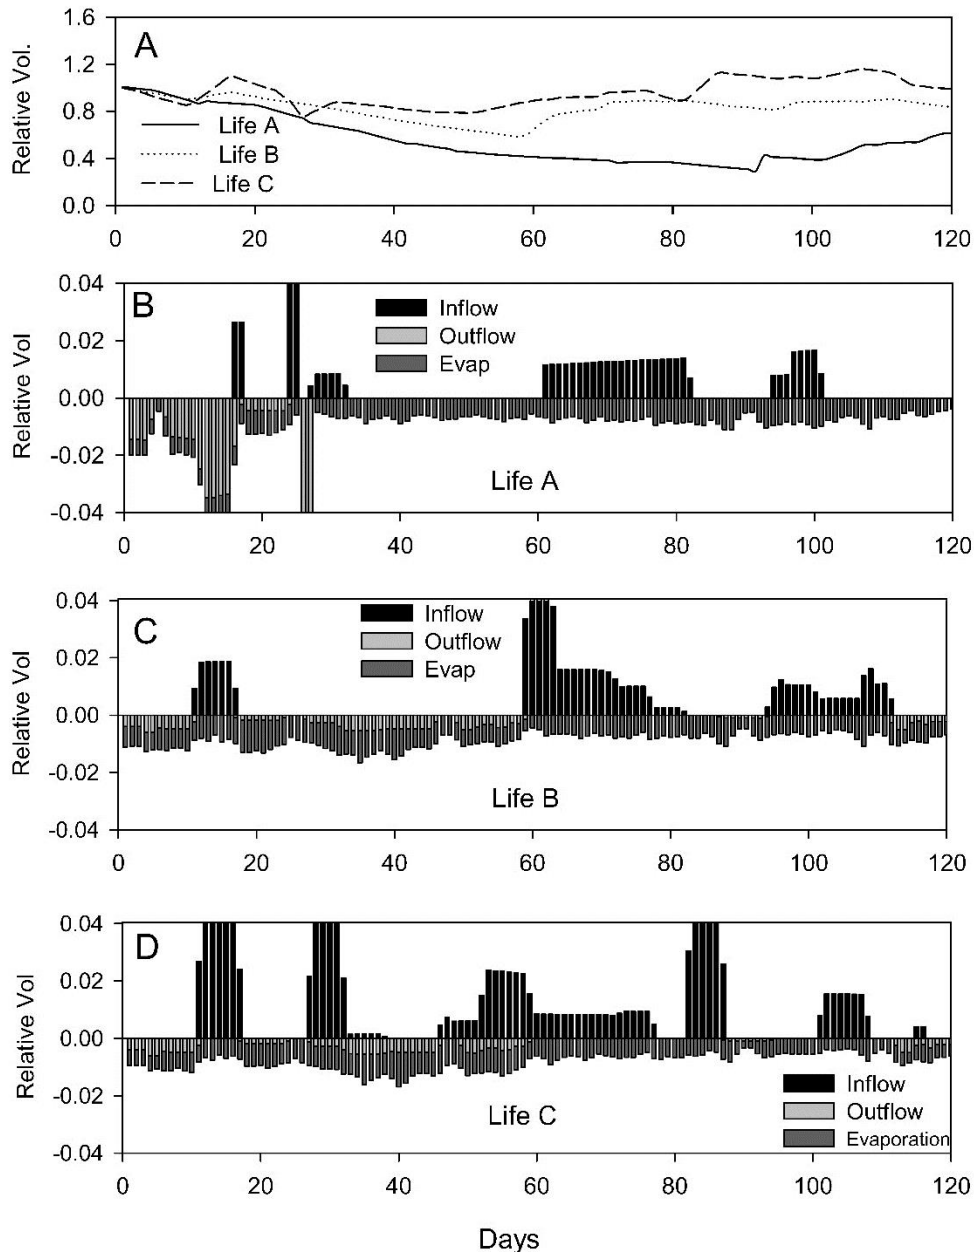 1.6
A
1.2
0.8
Relative Vol.
Life A
Life B
Life C
0.4
0.0
0 20 40 60 80 100 120
0.04
B
Inflow
Outflow
Evap
0.02
0.00
Relative Vol
-0.02
Life A
-0.04
0 20 40 60 80 100 120
0.04
C
Inflow
Outflow
Evap
0.02
0.00
Relative Vol
-0.02
Life B
-0.04
0 20 40 60 80 100 120
0.04
D
0.02
0.00
Relative Vol
-0.02
Life C
Inflow
Outflow
Evaporation
-0.04
0 20 40 60 80 100 120
Days